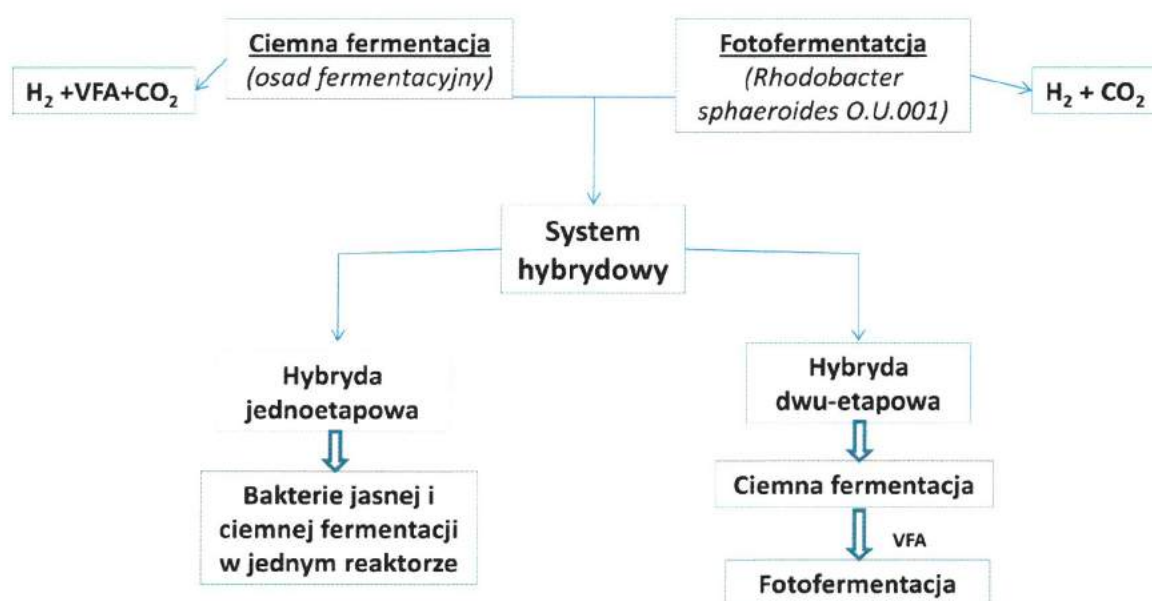 Ciemna fermentacja
(osad fermentacyjny)
H₂ +VFA+CO₂
Fotofermentatcja
(Rhodobacter
sphaeroides O.U.001)
H₂ + CO₂
System
hybrydowy
Hybryda
jednoetapowa
Bakterie jasnej i
ciemnej fermentacji
w jednym reaktorze
Hybryda
dwu-etapowa
Ciemna fermentacja
VFA
Fotofermentacja